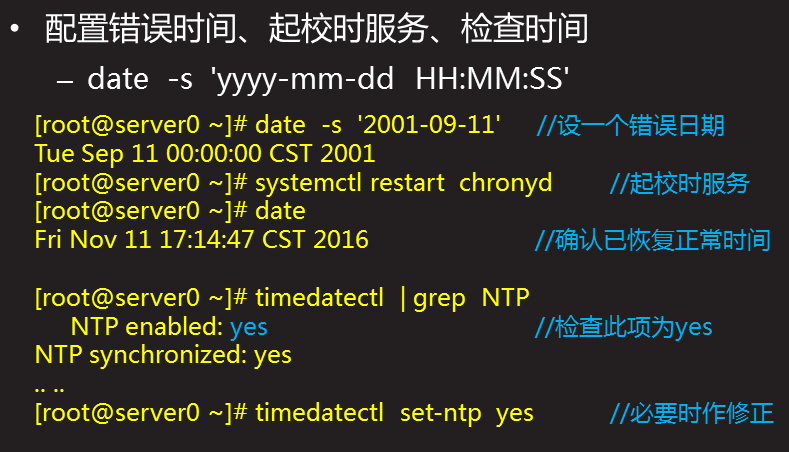 • 配置错误时间、起校时服务、检查时间
– date -s 'yyyy-mm-dd HH:MM:SS'
[root@server0 ~]# date -s '2001-09-11' //设一个错误日期
Tue Sep 11 00:00:00 CST 2001
[root@server0 ~]# systemctl restart chronyd //起校时服务
[root@server0 ~]# date
Fri Nov 11 17:14:47 CST 2016 //确认已恢复正常时间
[root@server0 ~]# timedatectl | grep NTP
NTP enabled: yes //检查此项为yes
NTP synchronized: yes
.. ..
[root@server0 ~]# timedatectl set-ntp yes //必要时作修正